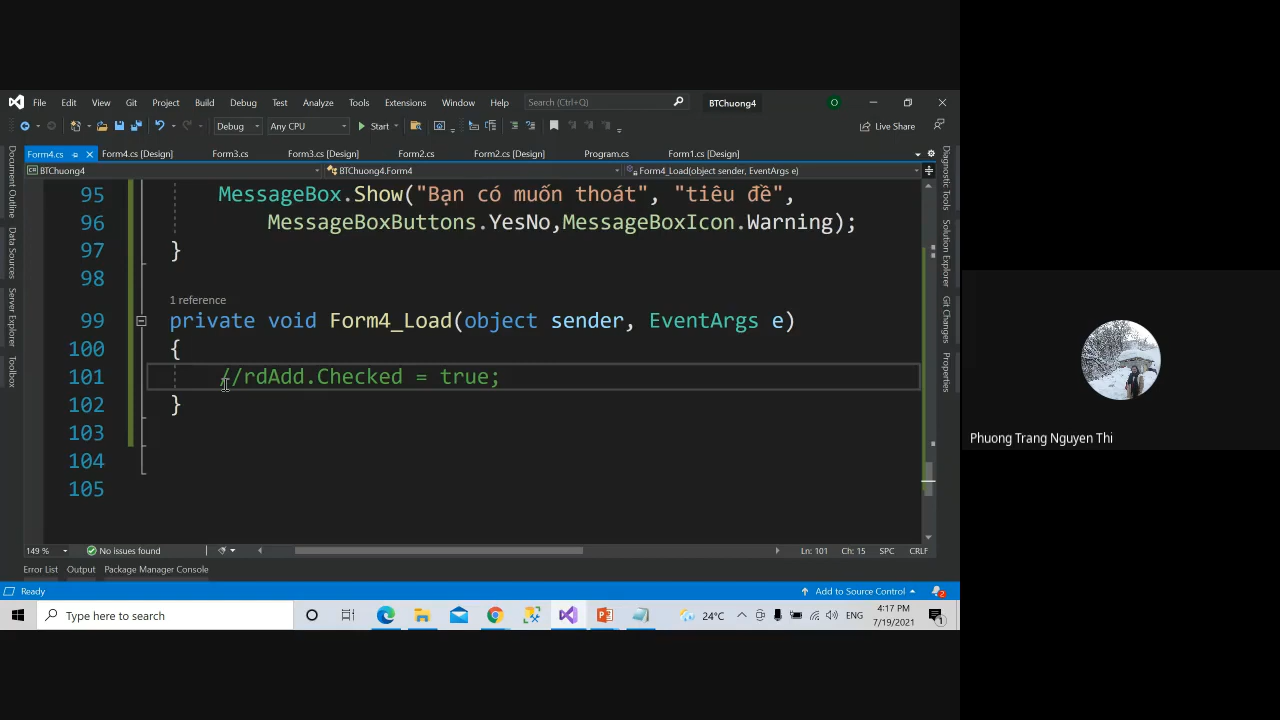 File Edit View Git Project Build Debug Test Analyze Tools Extensions Window Help Search (Ctrl+Q) BTChuong4 O
Debug Any CPU Start Live Share
Form4.cs Form4.cs [Design] Form3.cs Form3.cs [Design] Form2.cs Form2.cs [Design] Program.cs Form1.cs [Design]
BTChuong4 BTChuong4.Form4 Form4_Load(object sender, EventArgs e)
Document Outline
Data Sources
Server Explorer
Toolbox
95 MessageBox.Show("Bạn có muốn thoát", "tiêu đề",
96 MessageBoxButtons.YesNo,MessageBoxIcon.Warning);
97 }
98
1 reference
99 private void Form4_Load(object sender, EventArgs e)
100 {
101 //rdAdd.Checked = true;
102 }
103
104
105
Diagnostic Tools
Solution Explorer
Git Changes
Properties
149 % No issues found Ln: 101 Ch: 15 SPC CRLF
Error List Output Package Manager Console
Ready Add to Source Control 2
Type here to search 24°C ENG 4:17 PM
7/19/2021 1
Phuong Trang Nguyen Thi